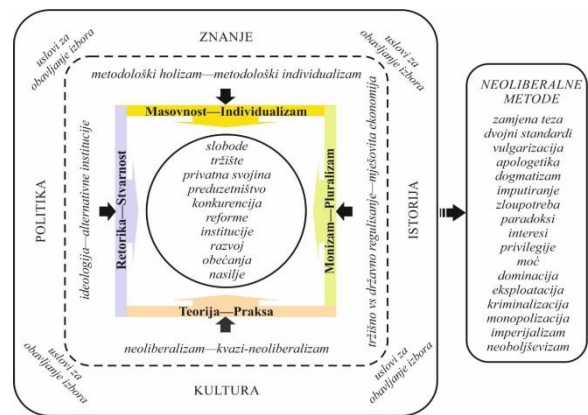 uslovi za
obavljanje izbora
ZNANJE
uslovi za
obavljanje izbora
metodološki holizam—metodološki individualizam
Masovnost—Individualizam
POLITIKA
ideologija—alternativne institucije
Retorika—Stvarnost
slobode
tržište
privatna svojina
preduzetništvo
konkurencija
reforme
institucije
razvoj
obećanja
nasilje
Monizam—Pluralizam
tržišno vs državno regulisanje—mješovita ekonomija
ISTORIJA
Teorija—Praksa
neoliberalizam—kvazi-neoliberalizam
uslovi za
obavljanje izbora
KULTURA
uslovi za
obavljanje izbora
NEOLIBERALNE
METODE
zamjena teza
dvojni standardi
vulgarizacija
apologetika
dogmatizam
imputiranje
zloupotreba
paradoksi
interesi
privilegije
moć
dominacija
eksploatacija
kriminalizacija
monopolizacija
imperijalizam
neoboljševizam